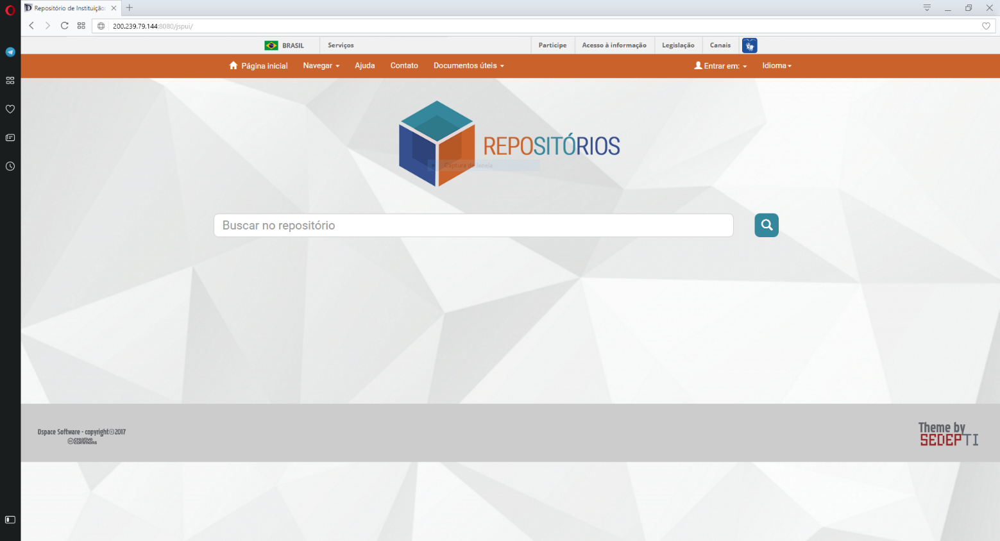 Repositório de Instituiçõ
200.239.79.144:8080/jspui/
BRASIL Serviços Participe Acesso à informação Legislação Canais
Página inicial Navegar Ajuda Contato Documentos úteis Entrar em: Idioma
REPOSITÓRIOS
Captura de Janela
Buscar no repositório
Dspace Software - copyright©2017
creative commons
Theme by
SEDEPTI